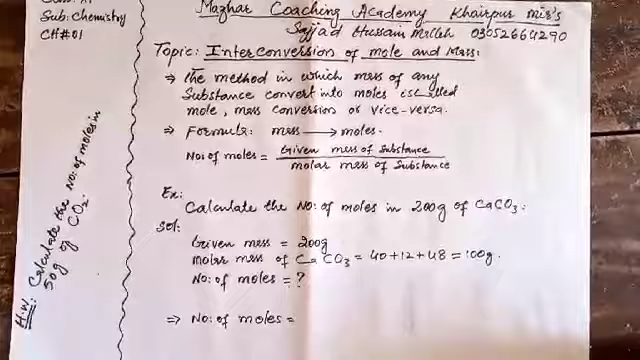 Sub: Chemistry
CH#01
Mazhar Coaching Academy Khairpur Mir's
Sajjad Hussain 03052664290
Topic: Interconversion of mole and Mass:
⇒ The method in which mass of any
Substance convert into moles is called
mole, mass conversion or vice-versa.
⇒ Formula: mass ⟶ moles.
No: of moles = Given mass of Substance
molar mass of Substance
Ex:
Calculate the No: of moles in 200g of CaCO3:
Sol:
Given mass = 200g
molar mass of CaCO3 = 40+12+48 = 100g.
No: of moles = ?
⇒ No: of moles =
H.W: Calculate the No: of moles in
50g of CO2.